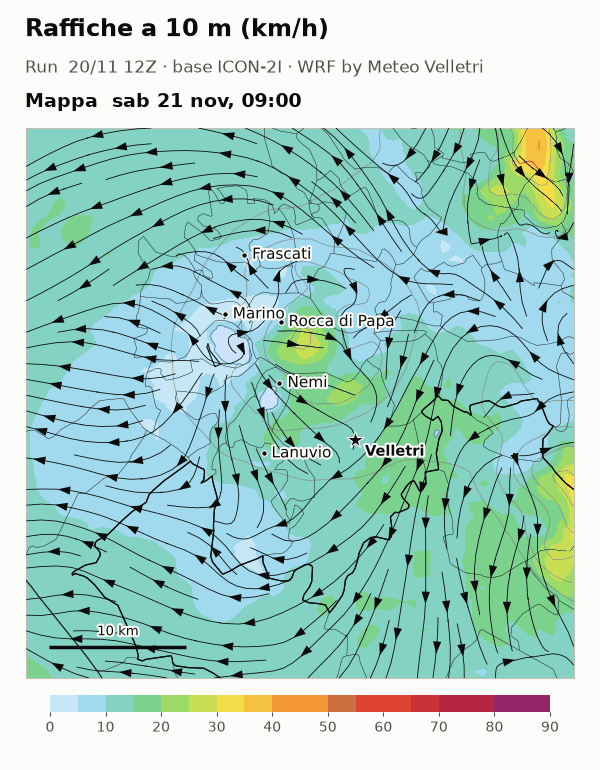 Raffiche a 10 m (km/h)
Run  20/11 12Z · base ICON-2I · WRF by Meteo Velletri
Mappa  sab 21 nov, 09:00
Frascati
Marino
Rocca di Papa
Nemi
Velletri
Lanuvio
10 km
0 10 20 30 40 50 60 70 80 90